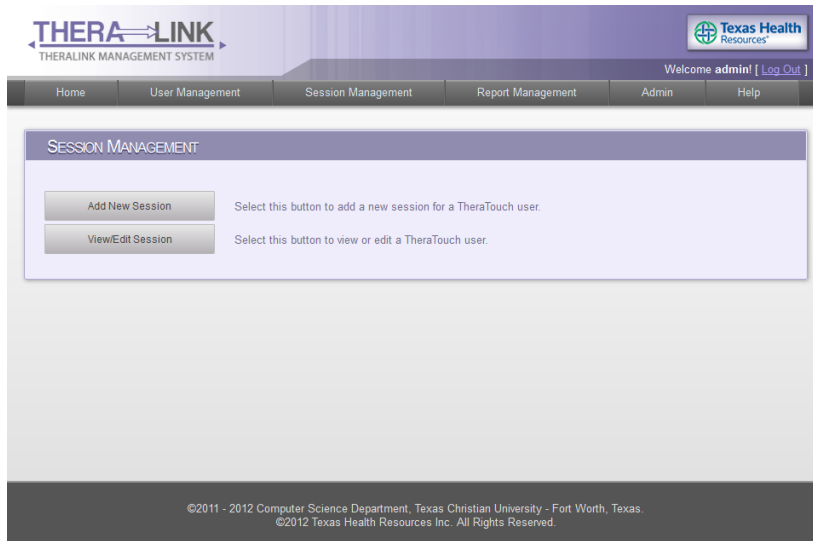 THERA LINK
THERALINK MANAGEMENT SYSTEM
Texas Health
Resources®
Welcome admin! [ Log Out ]
Home User Management Session Management Report Management Admin Help
SESSION MANAGEMENT
Add New Session Select this button to add a new session for a TheraTouch user.
View/Edit Session Select this button to view or edit a TheraTouch user.
©2011 - 2012 Computer Science Department, Texas Christian University - Fort Worth, Texas.
©2012 Texas Health Resources Inc. All Rights Reserved.